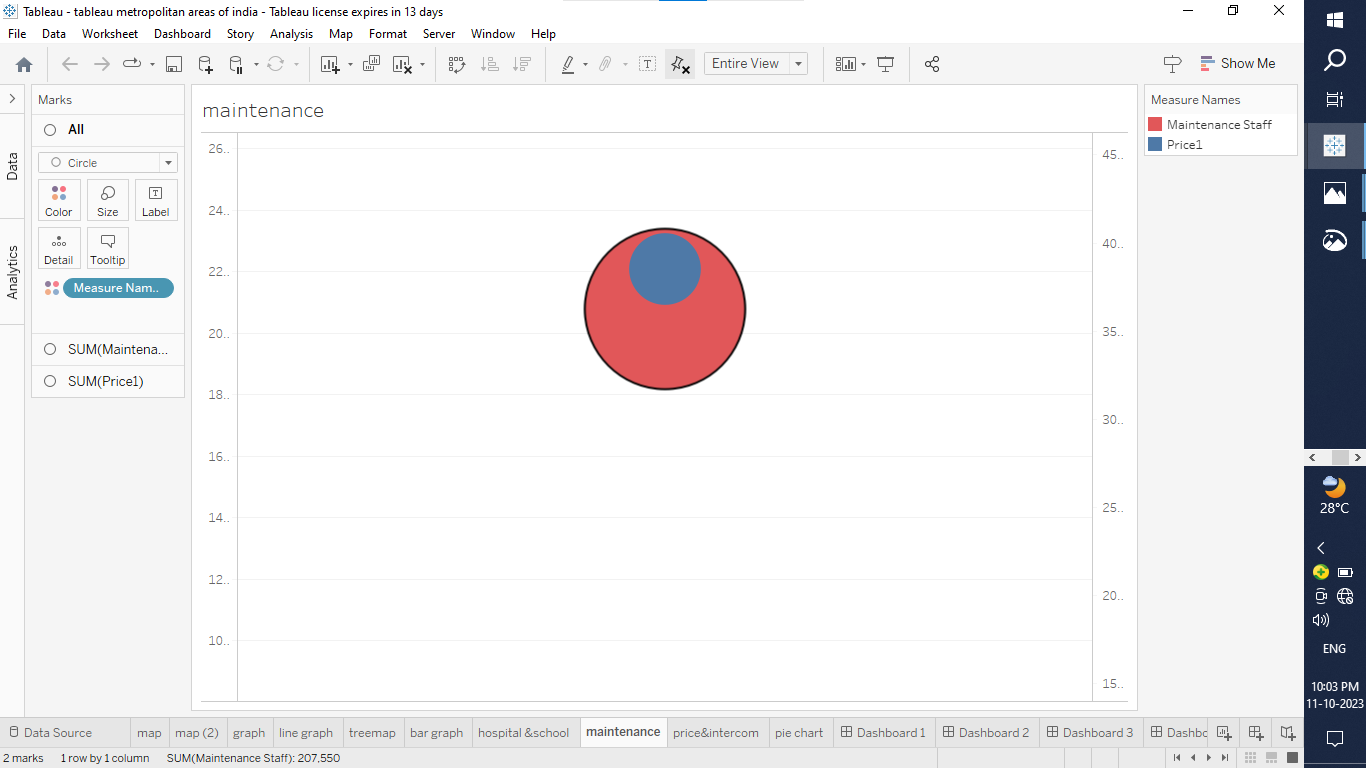 Tableau - tableau metropolitan areas of india - Tableau license expires in 13 days
File Data Worksheet Dashboard Story Analysis Map Format Server Window Help
Entire View
Show Me
Data
Analytics
Marks
All
Circle
Color Size Label
Detail Tooltip
Measure Nam..
SUM(Maintena...
SUM(Price1)
maintenance
26..
24..
22..
20..
18..
16..
14..
12..
10..
45..
40..
35..
30..
25..
20..
15..
Measure Names
Maintenance Staff
Price1
28°C
ENG
10:03 PM
11-10-2023
Data Source map map (2) graph line graph treemap bar graph hospital &school maintenance price&intercom pie chart Dashboard 1 Dashboard 2 Dashboard 3 Dashbo
2 marks 1 row by 1 column SUM(Maintenance Staff): 207,550